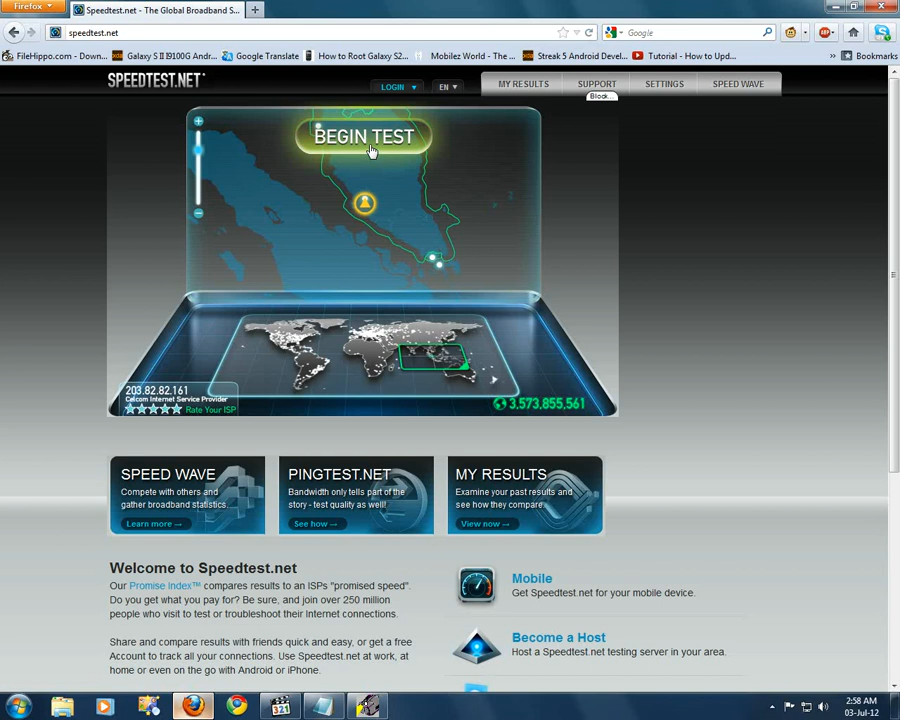 Firefox
Speedtest.net - The Global Broadband S...
speedtest.net
Google
FileHippo.com - Down...
Galaxy S II I9100G Andr...
Google Translate
How to Root Galaxy S2...
Mobilez World - The ...
Streak 5 Android Devel...
Tutorial - How to Upd...
Bookmarks
SPEEDTEST.NET
LOGIN
EN
MY RESULTS
SUPPORT
SETTINGS
SPEED WAVE
Block...
BEGIN TEST
203.82.82.161
Celcom Internet Service Provider
Rate Your ISP
3,573,855,561
SPEED WAVE
Compete with others and
gather broadband statistics.
Learn more →
PINGTEST.NET
Bandwidth only tells part of the
story - test quality as well!
See how →
MY RESULTS
Examine your past results and
see how they compare.
View now →
Welcome to Speedtest.net
Our Promise Index™ compares results to an ISPs "promised speed".
Do you get what you pay for? Be sure, and join over 250 million
people who visit to test or troubleshoot their Internet connections.
Share and compare results with friends quick and easy, or get a free
Account to track all your connections. Use Speedtest.net at work, at
home or even on the go with Android or iPhone.
Mobile
Get Speedtest.net for your mobile device.
Become a Host
Host a Speedtest.net testing server in your area.
321
2:58 AM
03-Jul-12